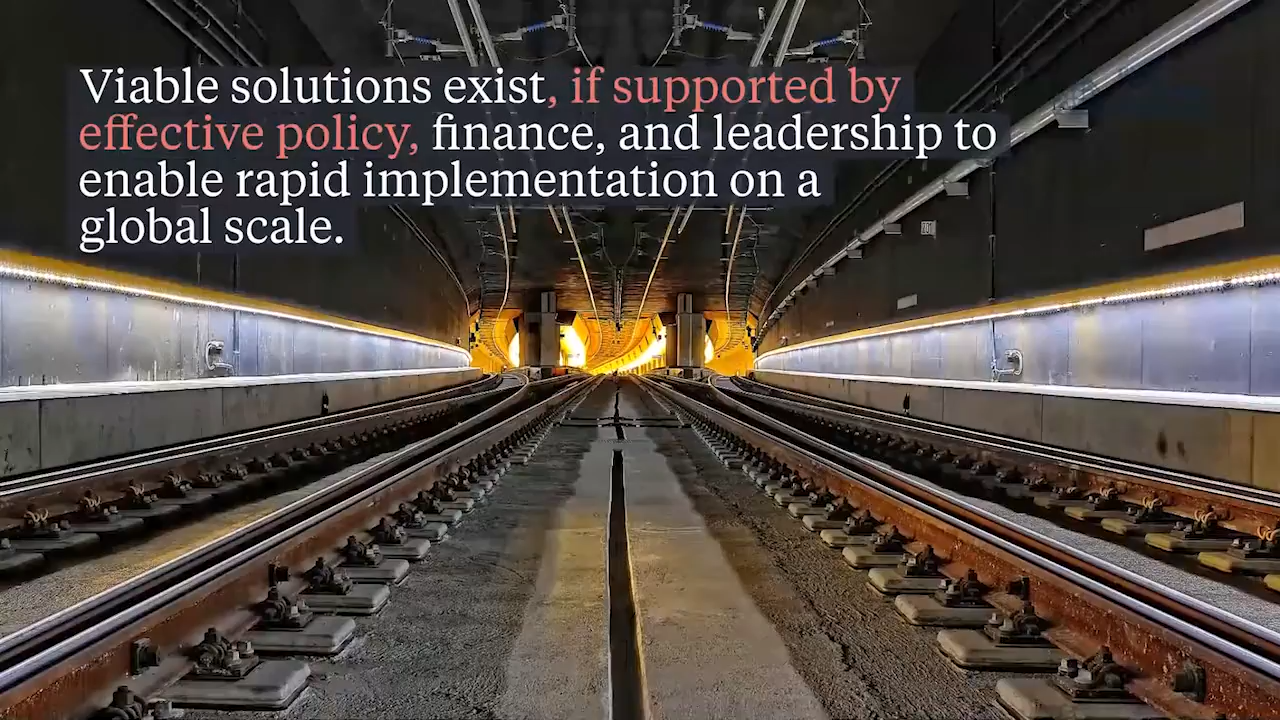 Viable solutions exist, if supported by
effective policy, finance, and leadership to
enable rapid implementation on a
global scale.